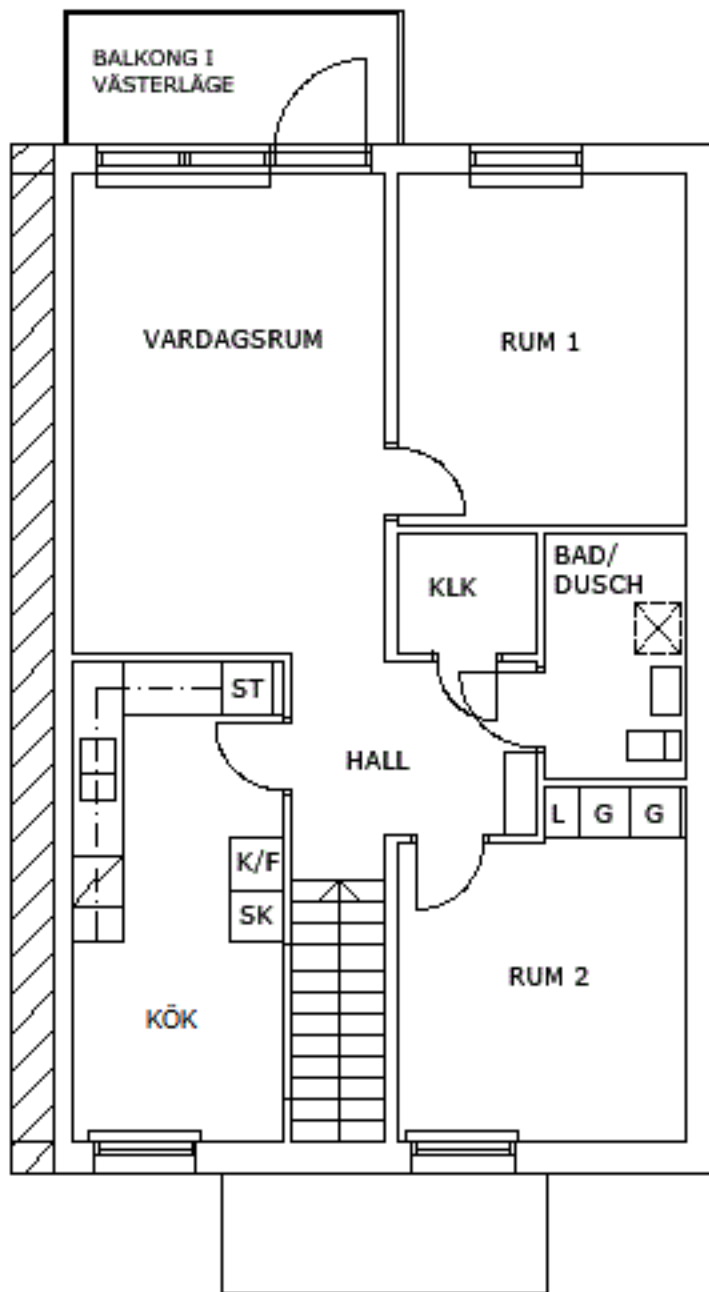 BALKONG I
VÄSTERLÄGE
VARDAGSRUM
RUM 1
KLK
BAD/
DUSCH
ST
HALL
L G G
K/F
SK
RUM 2
KÖK